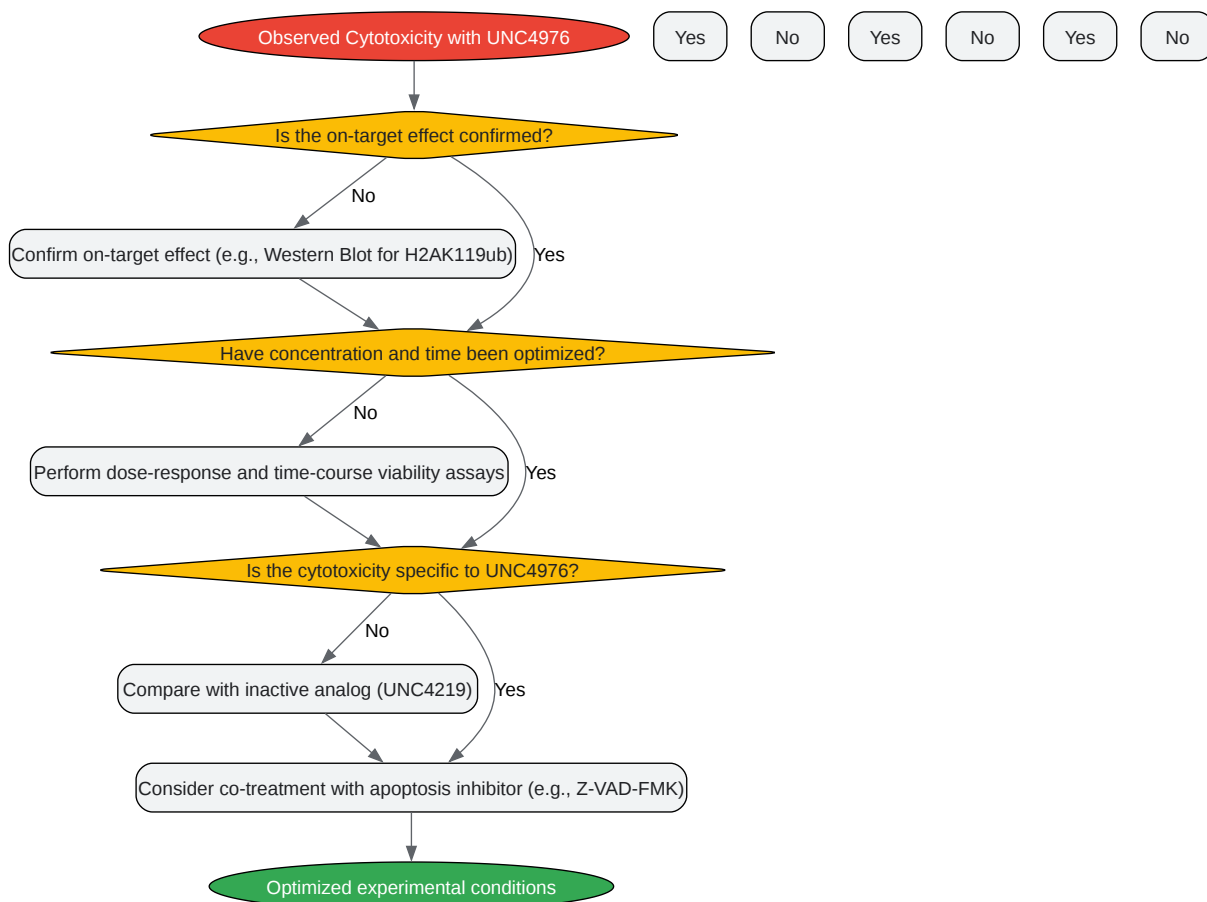 Observed Cytotoxicity with UNC4976
Yes
No
Yes
No
Yes
No
Is the on-target effect confirmed?
No
Confirm on-target effect (e.g., Western Blot for H2AK119ub)
Yes
Have concentration and time been optimized?
No
Perform dose-response and time-course viability assays
Yes
Is the cytotoxicity specific to UNC4976?
No
Compare with inactive analog (UNC4219)
Yes
Consider co-treatment with apoptosis inhibitor (e.g., Z-VAD-FMK)
Optimized experimental conditions